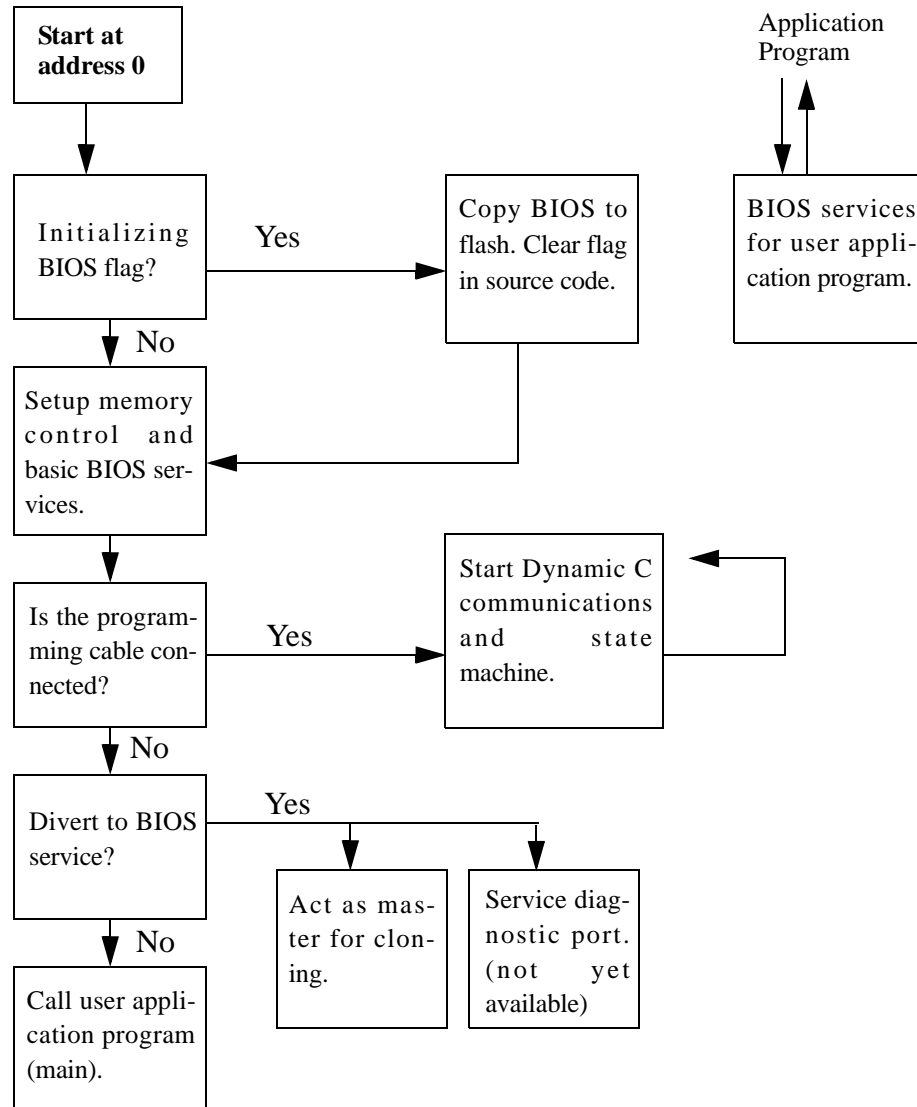 Start at
address 0
Application
Program
Initializing
BIOS flag?
Yes
Copy BIOS to
flash. Clear flag
in source code.
BIOS services
for user appli-
cation program.
No
Setup memory
control and
basic BIOS ser-
vices.
Is the program-
ming cable con-
nected?
Yes
Start Dynamic C
communications
and state
machine.
No
Divert to BIOS
service?
Yes
Act as mas-
ter for clon-
ing.
Service diag-
nostic port.
(not yet
available)
No
Call user appli-
cation program
(main).